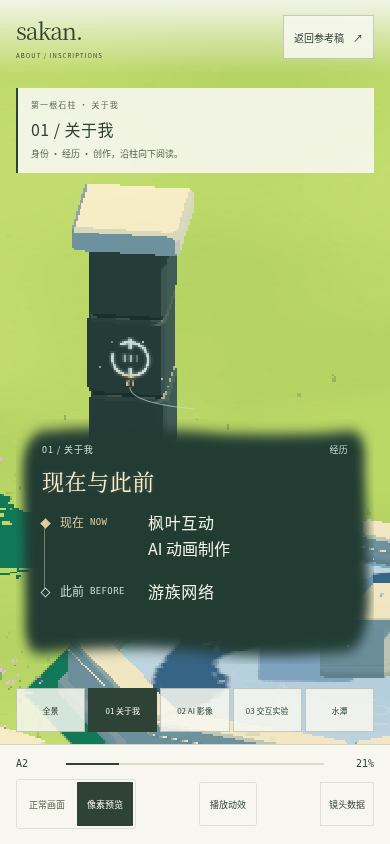 sakan.
ABOUT / INSCRIPTIONS
返回参考稿 ↗
第一根石柱 · 关于我
01 / 关于我
身份 · 经历 · 创作，沿柱向下阅读。
01 / 关于我 经历
现在与此前
现在 NOW 枫叶互动
AI 动画制作
此前 BEFORE 游族网络
全景 01 关于我 02 AI 影像 03 交互实验 水潭
A2 21%
正常画面 像素预览 播放动效 镜头数据